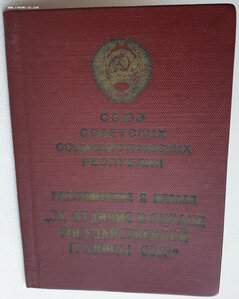 СОЮЗ
СОВЕТСКИХ
СОЦИАЛИСТИЧЕСКИХ
РЕСПУБЛИК
УДОСТОВЕРЕНИЕ К МЕДАЛИ
„ЗА ОТЛИЧИЕ В ОХРАНЕ
ГОСУДАРСТВЕННОЙ
ГРАНИЦЫ СССР“